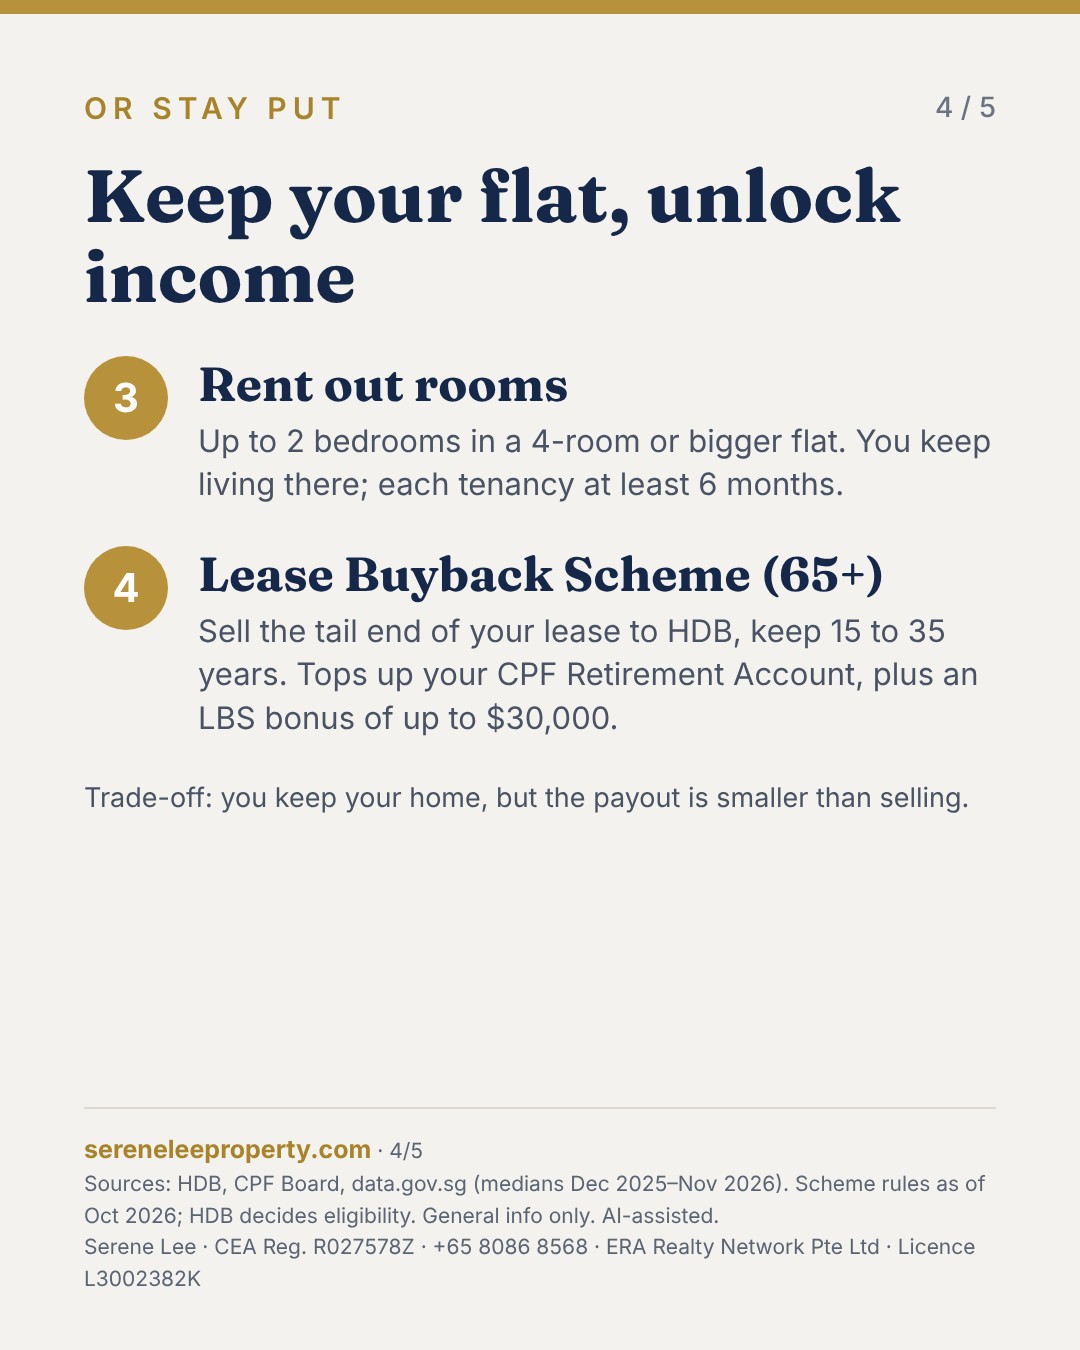 OR STAY PUT
4 / 5
Keep your flat, unlock
income
3
Rent out rooms
Up to 2 bedrooms in a 4-room or bigger flat. You keep
living there; each tenancy at least 6 months.
4
Lease Buyback Scheme (65+)
Sell the tail end of your lease to HDB, keep 15 to 35
years. Tops up your CPF Retirement Account, plus an
LBS bonus of up to $30,000.
Trade-off: you keep your home, but the payout is smaller than selling.
sereneleeproperty.com · 4/5
Sources: HDB, CPF Board, data.gov.sg (medians Dec 2025–Nov 2026). Scheme rules as of
Oct 2026; HDB decides eligibility. General info only. AI-assisted.
Serene Lee · CEA Reg. R027578Z · +65 8086 8568 · ERA Realty Network Pte Ltd · Licence
L3002382K